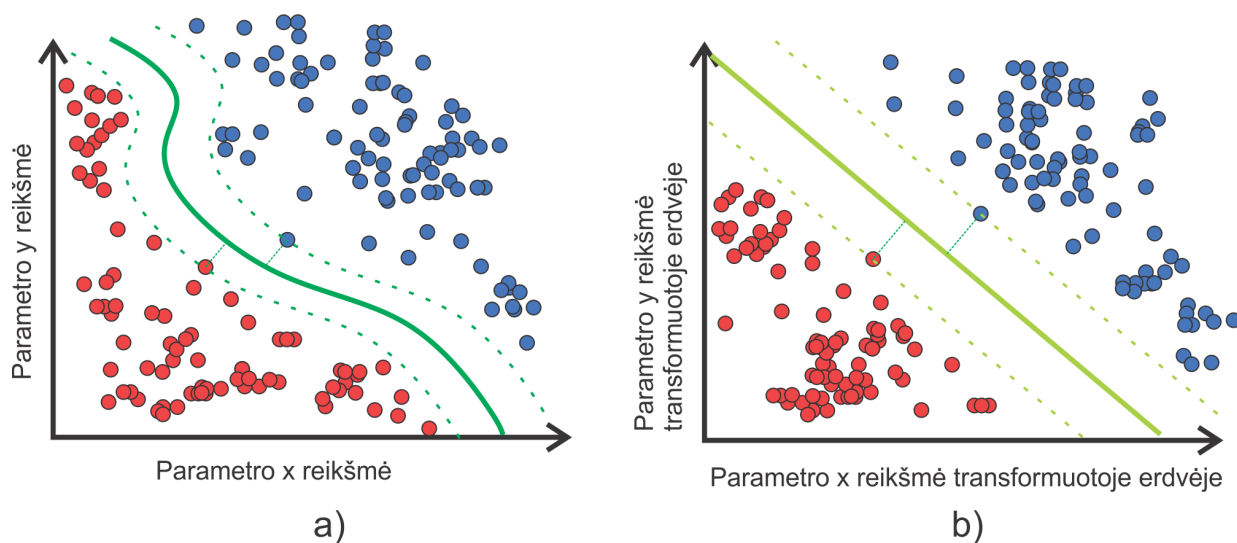 Parametro y reikšmė
Parametro x reikšmė
a)
Parametro y reikšmė
transformuotoje erdvėje
Parametro x reikšmė transformuotoje erdvėje
b)